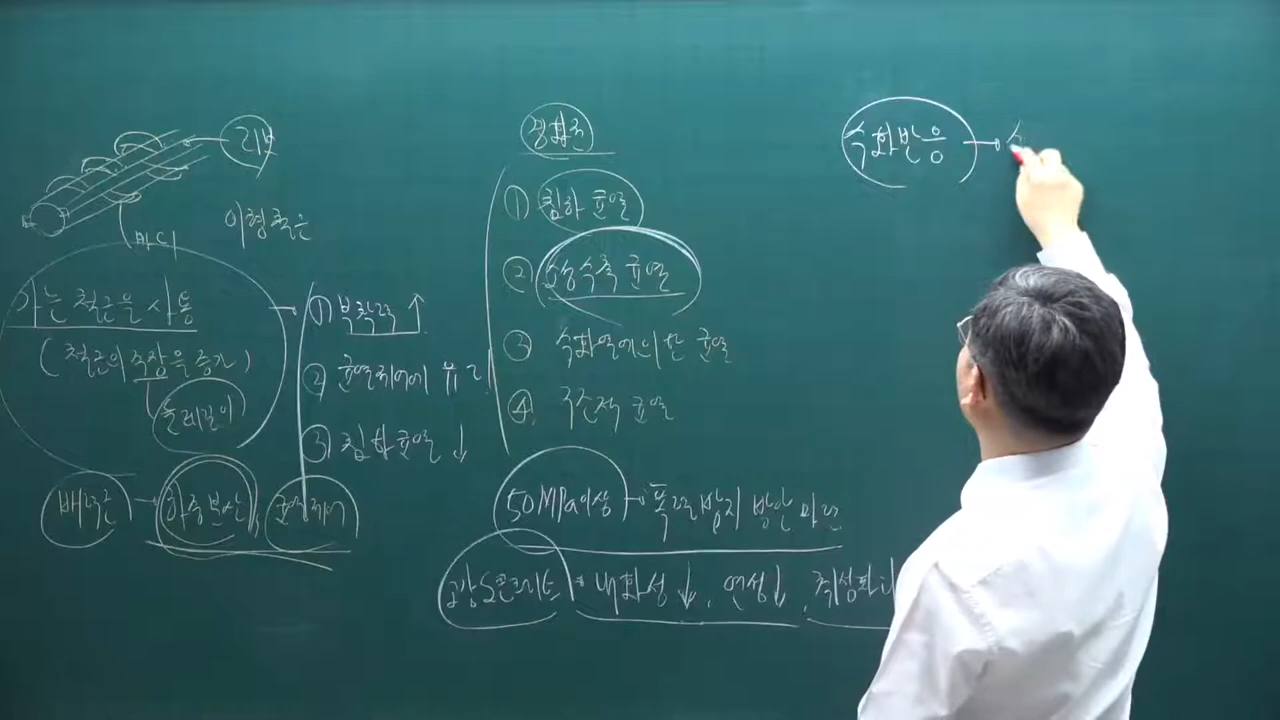 리브
마디
이형철근
가는 철근을 사용
(철근의 주장을 증가)
둘레길이
배력근 → 하중분산, 균열제어
① 부착력 ↑
② 균열제어에 유리
③ 침하균열 ↓
경화전
① 침하 균열
② 소성수축 균열
③ 수화열에 의한 균열
④ 구조적 균열
50MPa이상 → 폭렬방지 방안 마련
고강도콘크리트 → 내화성 ↓, 연성 ↓, 취성파괴
수화반응 → 수